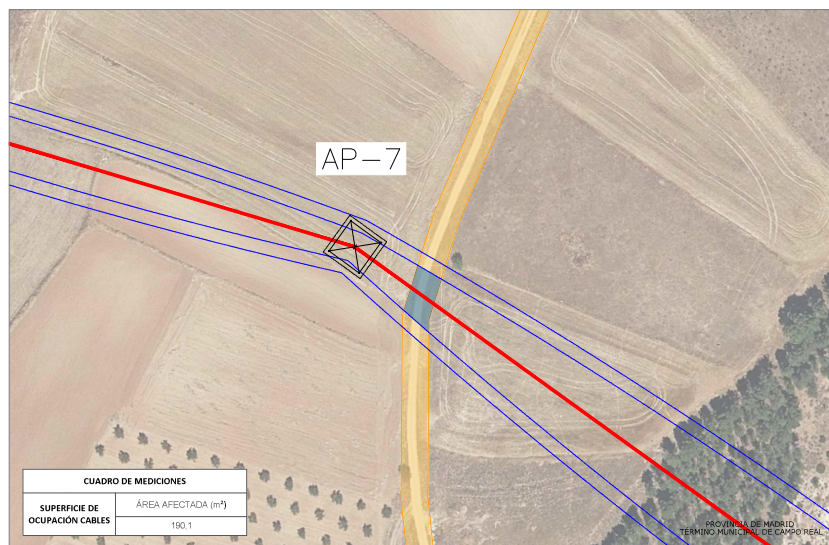 AP-7
CUADRO DE MEDICIONES
SUPERFICIE DE
OCUPACIÓN CABLES
ÁREA AFECTADA (m²)
190,1
PROVINCIA DE MADRID
TÉRMINO MUNICIPAL DE CAMPO REAL